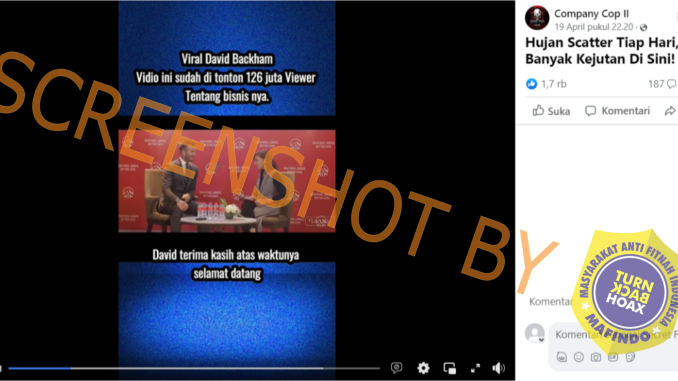 Viral David Backham
Vidio ini sudah di tonton 126 juta Viewer
Tentang bisnis nya.
David terima kasih atas waktunya
selamat datang
SCREENSHOT BY
Company Cop II
19 April pukul 22.20 ·
Hujan Scatter Tiap Hari,
Banyak Kejutan Di Sini!
1,7 rb
187
Suka
Komentari
Komentar
MASYARAKAT ANTI FITNAH INDONESIA
TURN
BACK
HOAX
MAFINDO